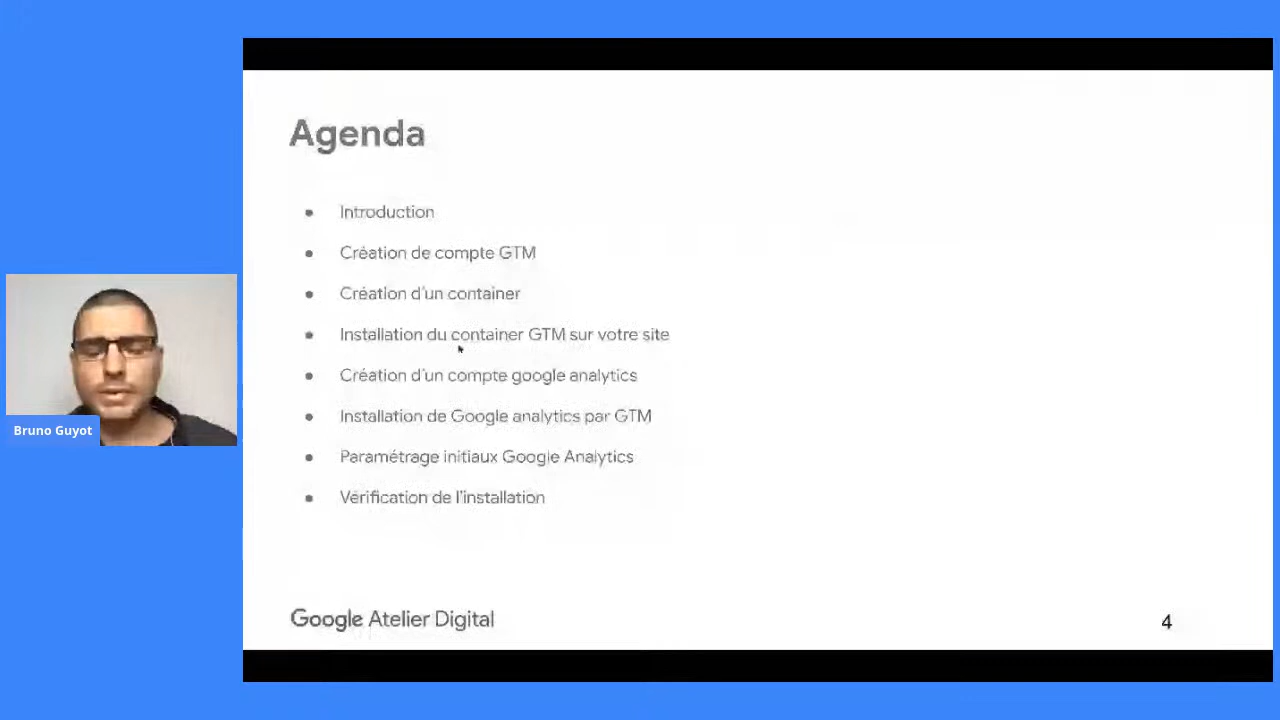 Agenda
Introduction
Création de compte GTM
Création d'un container
Installation du container GTM sur votre site
Création d'un compte google analytics
Installation de Google analytics par GTM
Paramétrage initiaux Google Analytics
Vérification de l'installation
Bruno Guyot
Google Atelier Digital
4